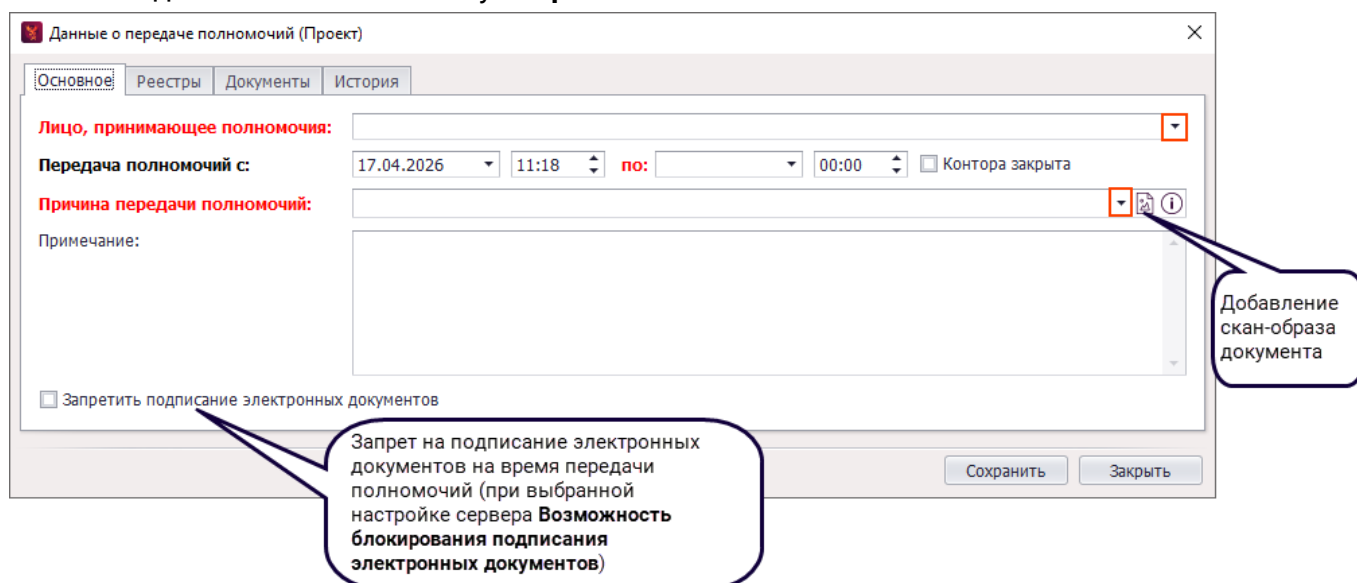 Данные о передаче полномочий (Проект)
Основное Реестры Документы История
Лицо, принимающее полномочия:
Передача полномочий с: 17.04.2026 11:18 по: 00:00 Контора закрыта
Причина передачи полномочий:
Примечание:
Добавление
скан-образа
документа
Запретить подписание электронных документов
Запрет на подписание электронных
документов на время передачи
полномочий (при выбранной
настройке сервера Возможность
блокирования подписания
электронных документов)
Сохранить Закрыть